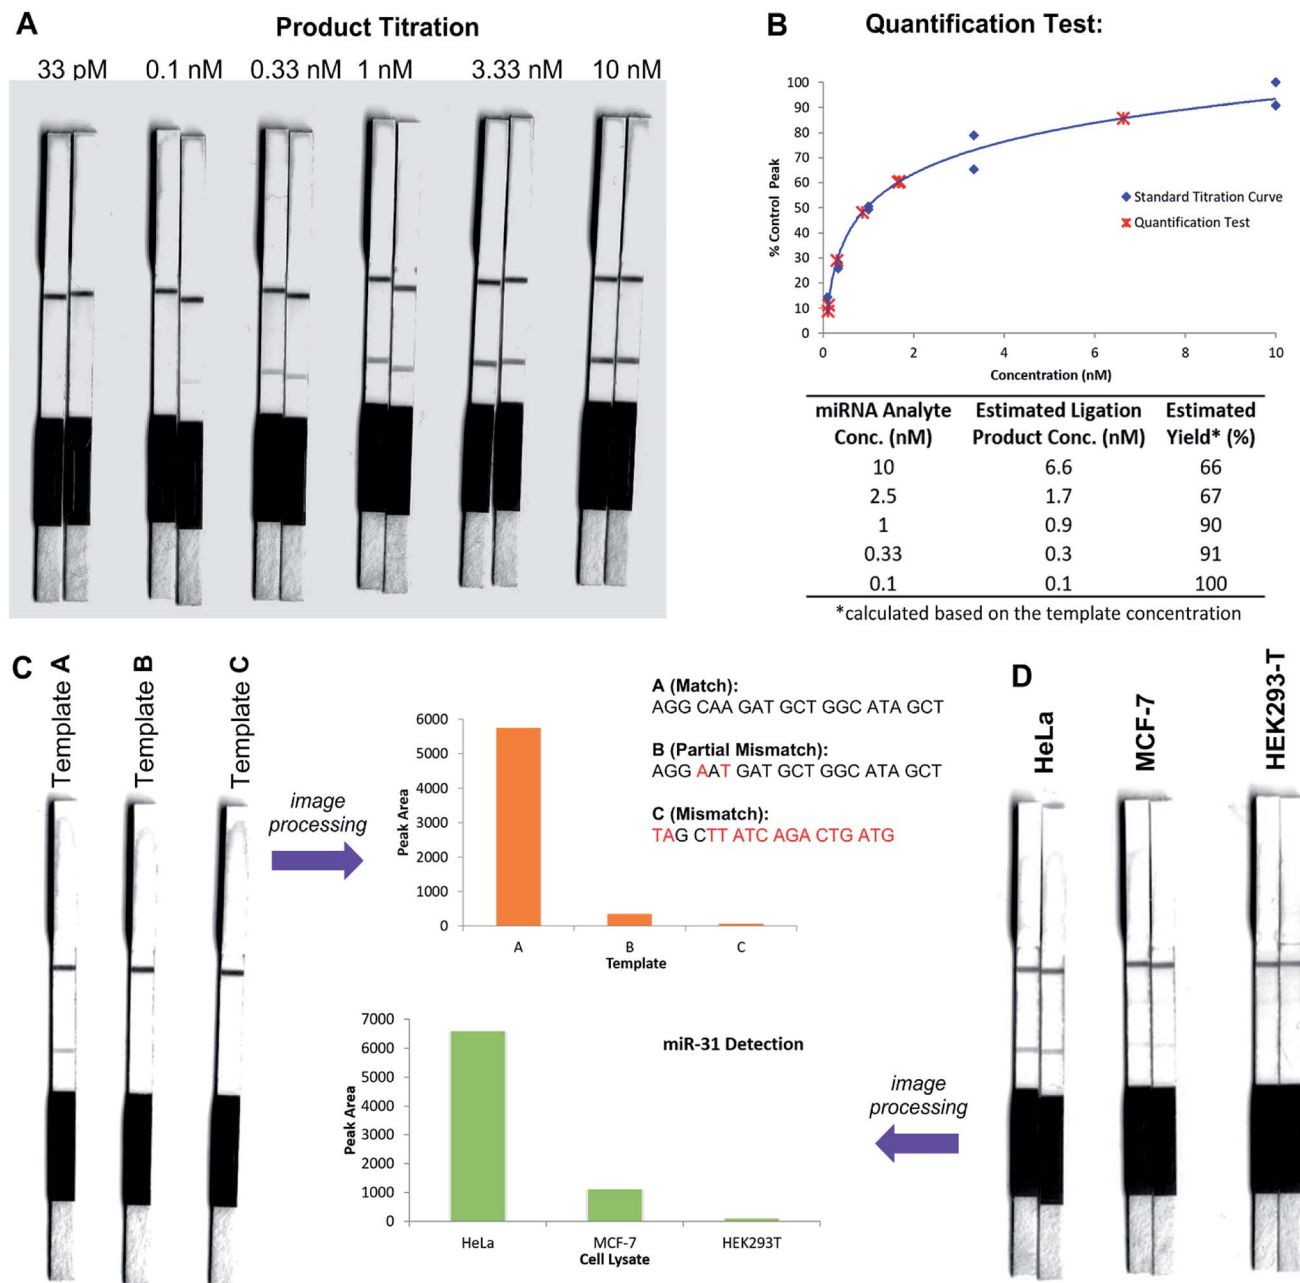 A
Product Titration
33 pM 0.1 nM 0.33 nM 1 nM 3.33 nM 10 nM
B
Quantification Test:
100
90
80
70
60
50
40
30
20
10
0
% Control Peak
0 2 4 6 8 10
Concentration (nM)
Standard Titration Curve
Quantification Test
miRNA Analyte Estimated Ligation Estimated
Conc. (nM) Product Conc. (nM) Yield* (%)
10 6.6 66
2.5 1.7 67
1 0.9 90
0.33 0.3 91
0.1 0.1 100
*calculated based on the template concentration
C
Template A
Template B
Template C
image
processing
6000
5000
4000
3000
2000
1000
0
Peak Area
A B C
Template
A (Match):
AGG CAA GAT GCT GGC ATA GCT
B (Partial Mismatch):
AGG AAT GAT GCT GGC ATA GCT
C (Mismatch):
TAG CTT ATC AGA CTG ATG
7000
6000
5000
4000
3000
2000
1000
0
Peak Area
miR-31 Detection
HeLa MCF-7 HEK293T
Cell Lysate
image
processing
D
HeLa
MCF-7
HEK293-T